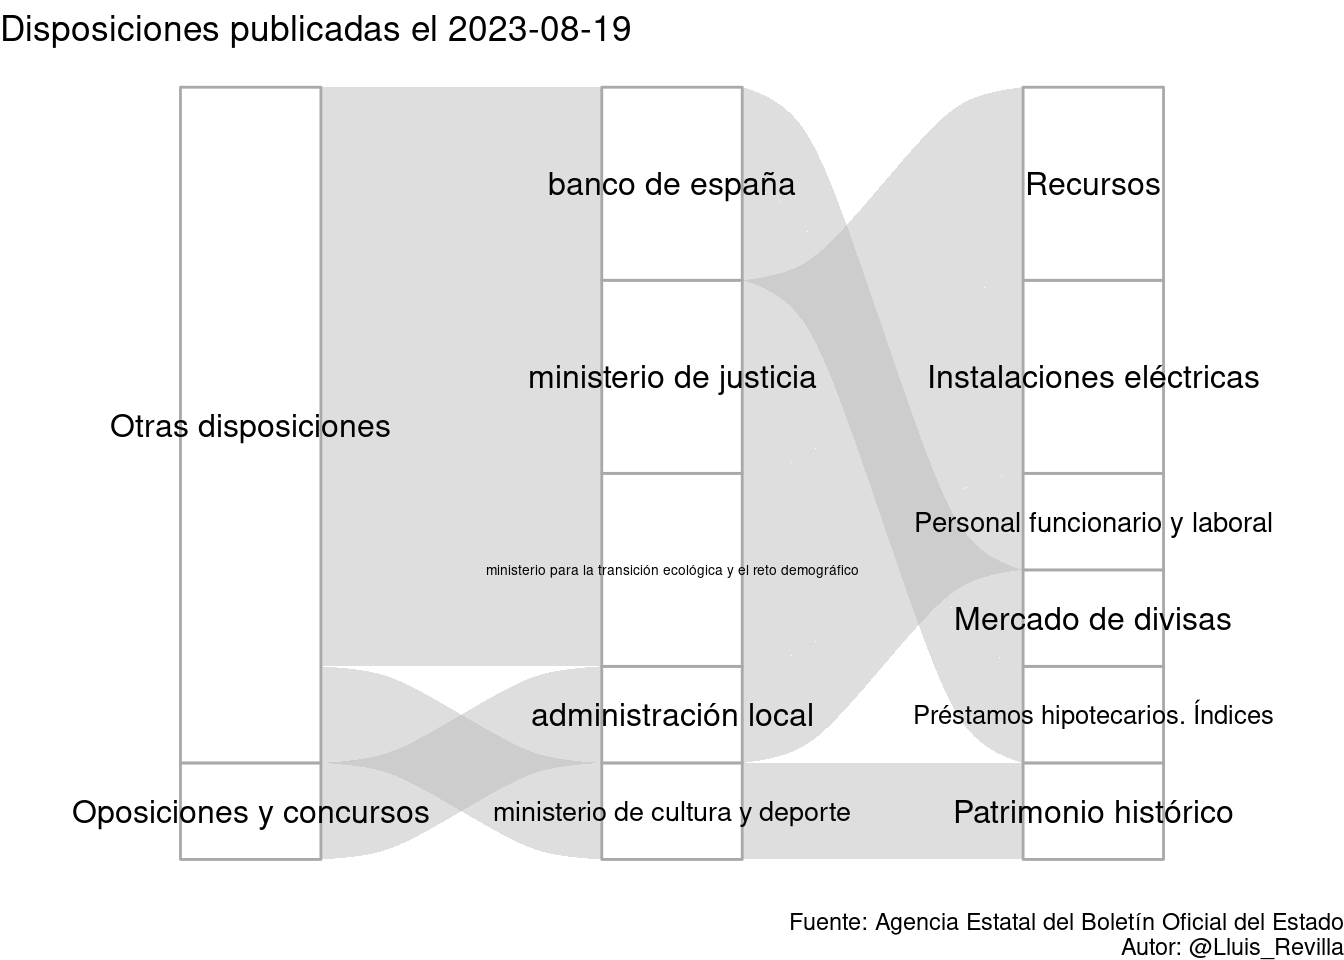 Disposiciones publicadas el 2023-08-19
Otras disposiciones
Oposiciones y concursos
banco de españa
ministerio de justicia
ministerio para la transición ecológica y el reto demográfico
administración local
ministerio de cultura y deporte
Recursos
Instalaciones eléctricas
Personal funcionario y laboral
Mercado de divisas
Préstamos hipotecarios. Índices
Patrimonio histórico
Fuente: Agencia Estatal del Boletín Oficial del Estado
Autor: @Lluis_Revilla